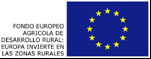 FONDO EUROPEO
AGRICOLA DE
DESARROLLO RURAL:
EUROPA INVIERTE EN
LAS ZONAS RURALES